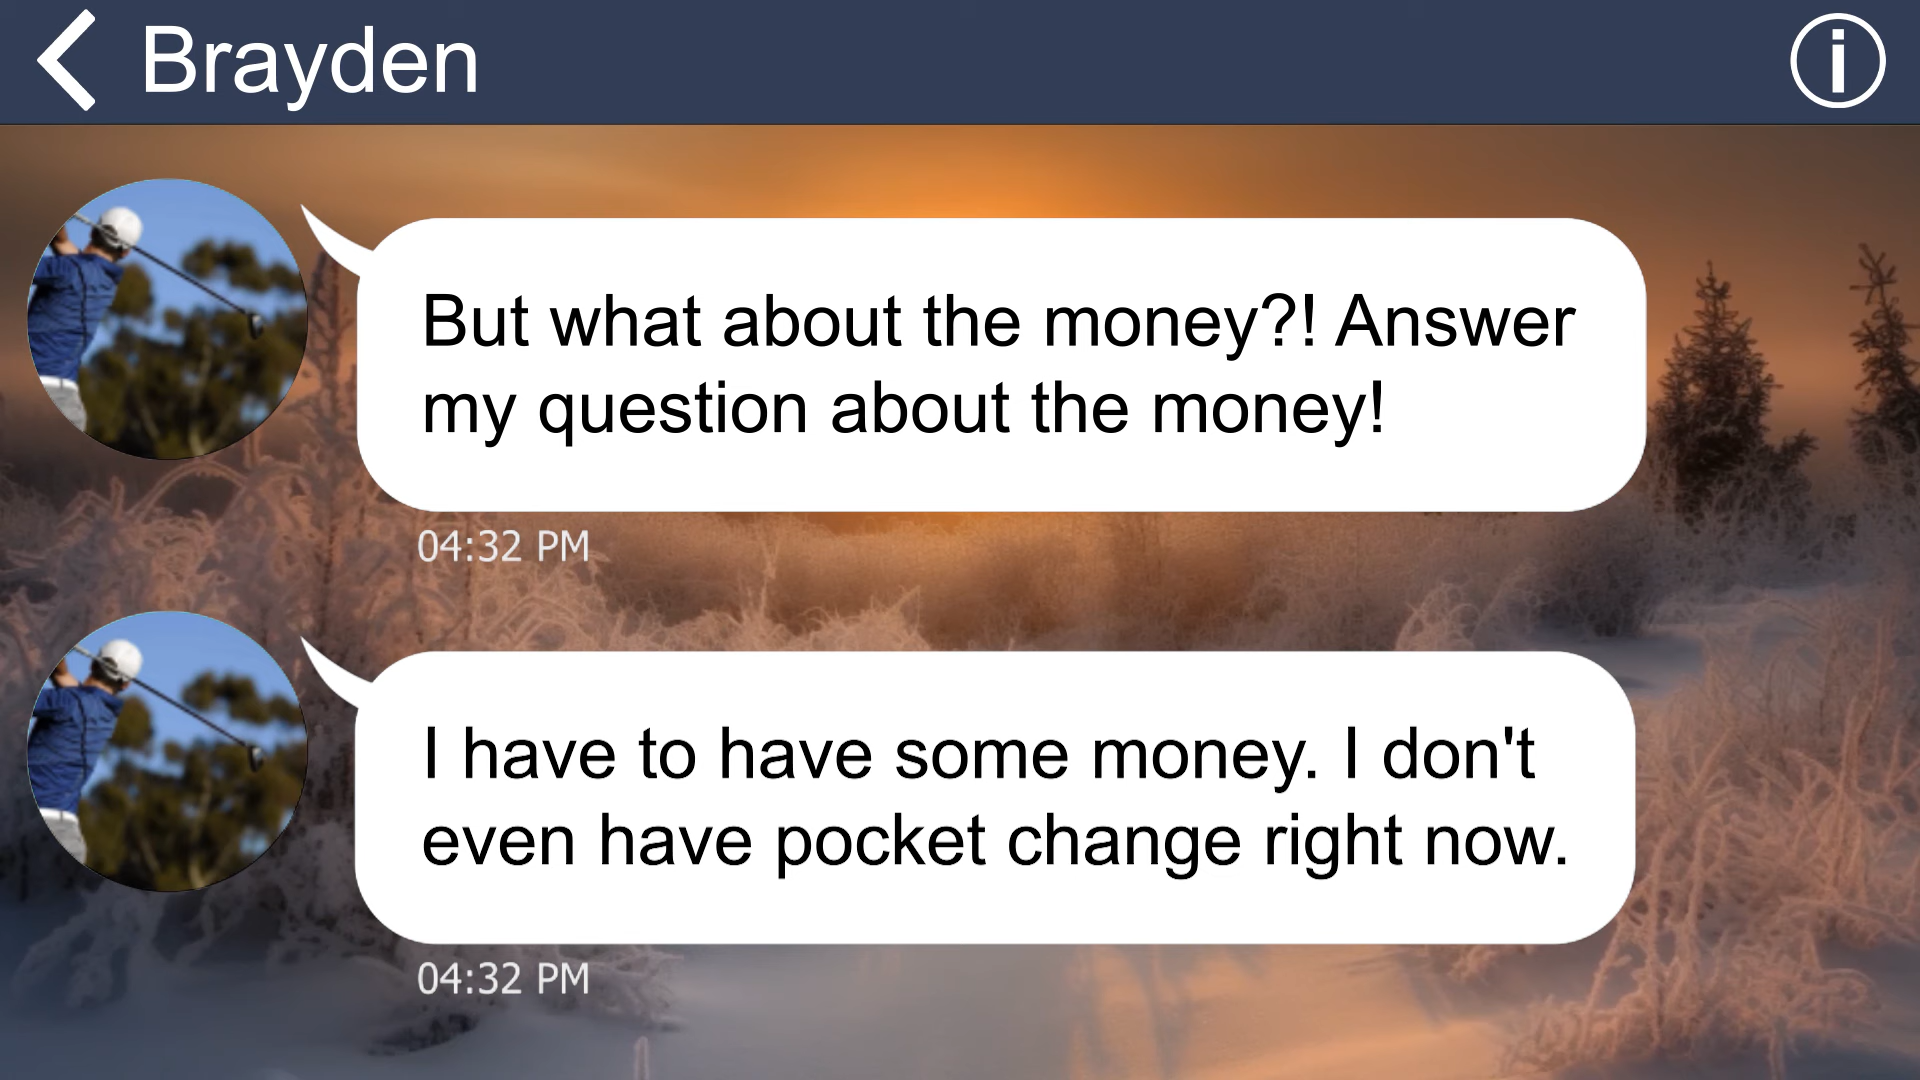 Brayden
But what about the money?! Answer
my question about the money!
04:32 PM
I have to have some money. I don't
even have pocket change right now.
04:32 PM